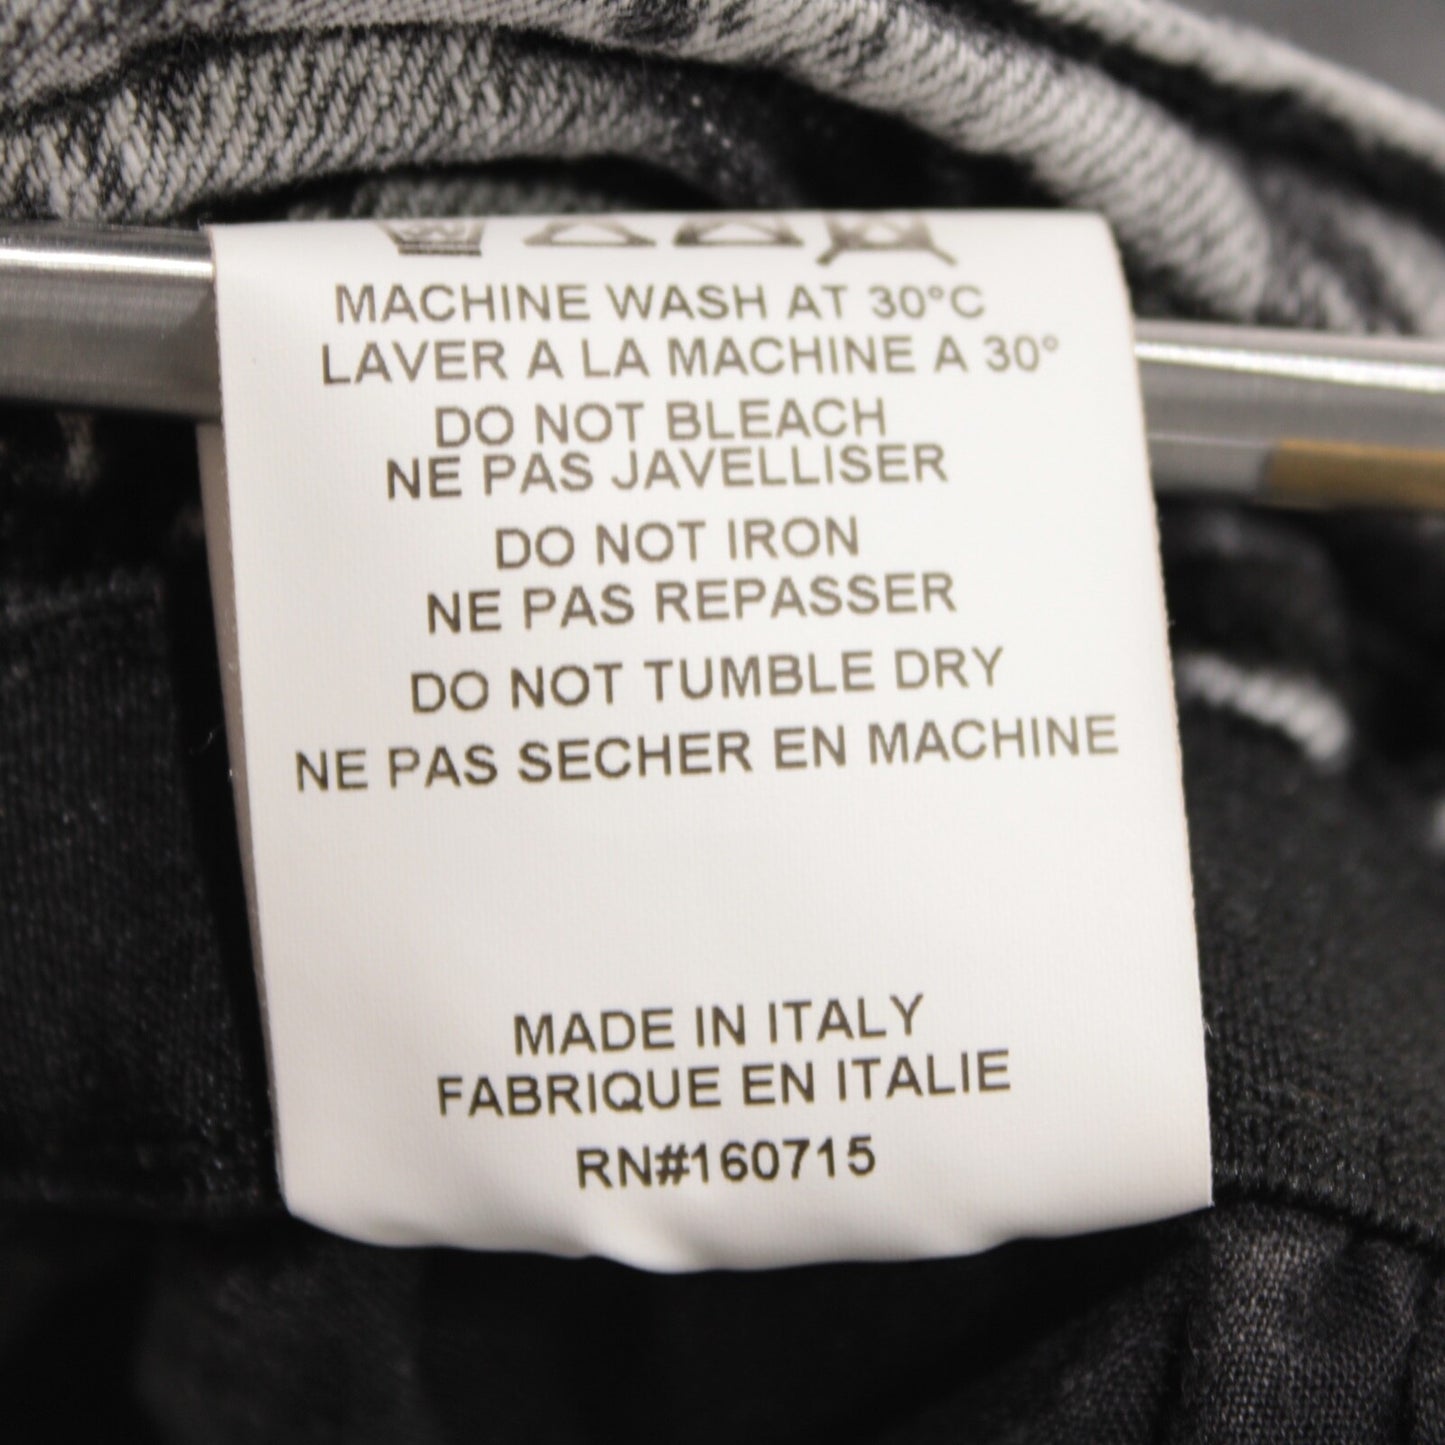 MACHINE WASH AT 30°C
LAVER A LA MACHINE A 30°
DO NOT BLEACH
NE PAS JAVELLISER
DO NOT IRON
NE PAS REPASSER
DO NOT TUMBLE DRY
NE PAS SECHER EN MACHINE
MADE IN ITALY
FABRIQUE EN ITALIE
RN#160715